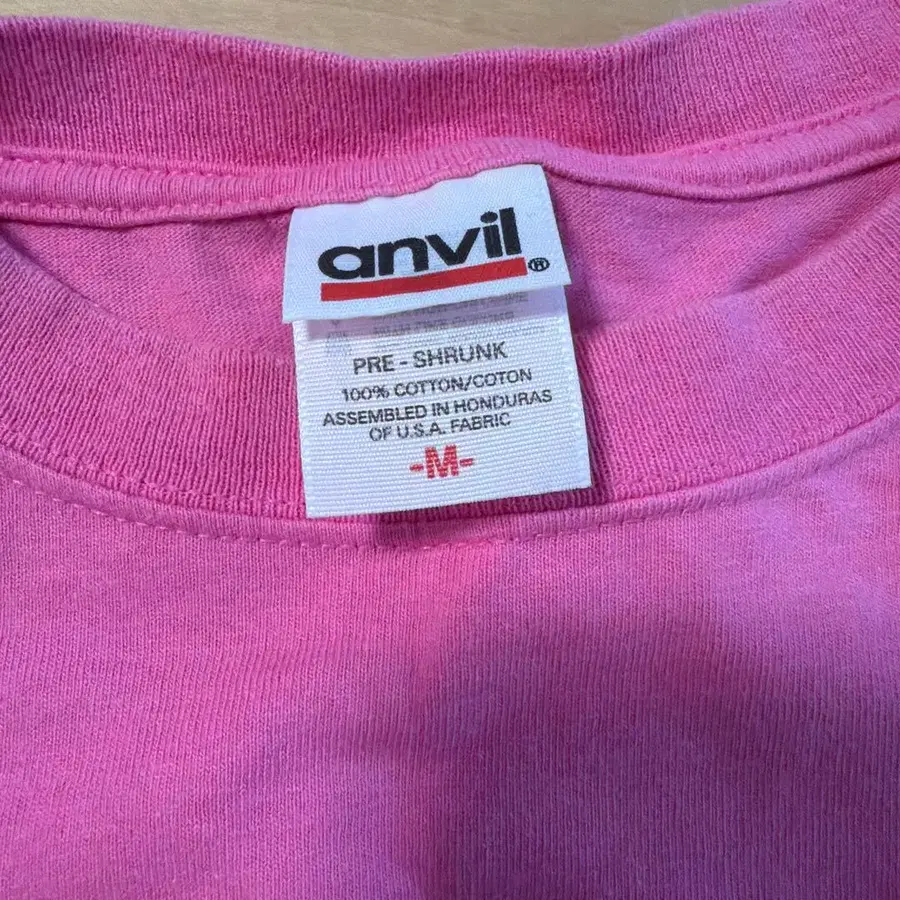 anvil®
PRE - SHRUNK
100% COTTON/COTON
ASSEMBLED IN HONDURAS
OF U.S.A. FABRIC
-M-